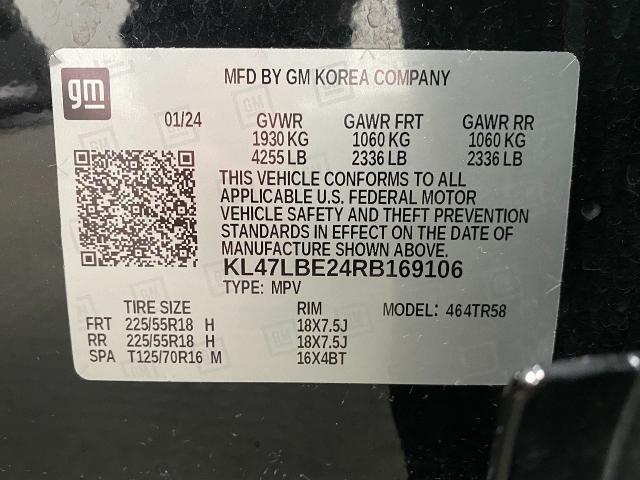 gm
MFD BY GM KOREA COMPANY
01/24 GVWR GAWR FRT GAWR RR
1930 KG 1060 KG 1060 KG
4255 LB 2336 LB 2336 LB
THIS VEHICLE CONFORMS TO ALL
APPLICABLE U.S. FEDERAL MOTOR
VEHICLE SAFETY AND THEFT PREVENTION
STANDARDS IN EFFECT ON THE DATE OF
MANUFACTURE SHOWN ABOVE.
KL47LBE24RB169106
TYPE: MPV
TIRE SIZE RIM MODEL: 464TR58
FRT 225/55R18 H 18X7.5J
RR 225/55R18 H 18X7.5J
SPA T125/70R16 M 16X4BT